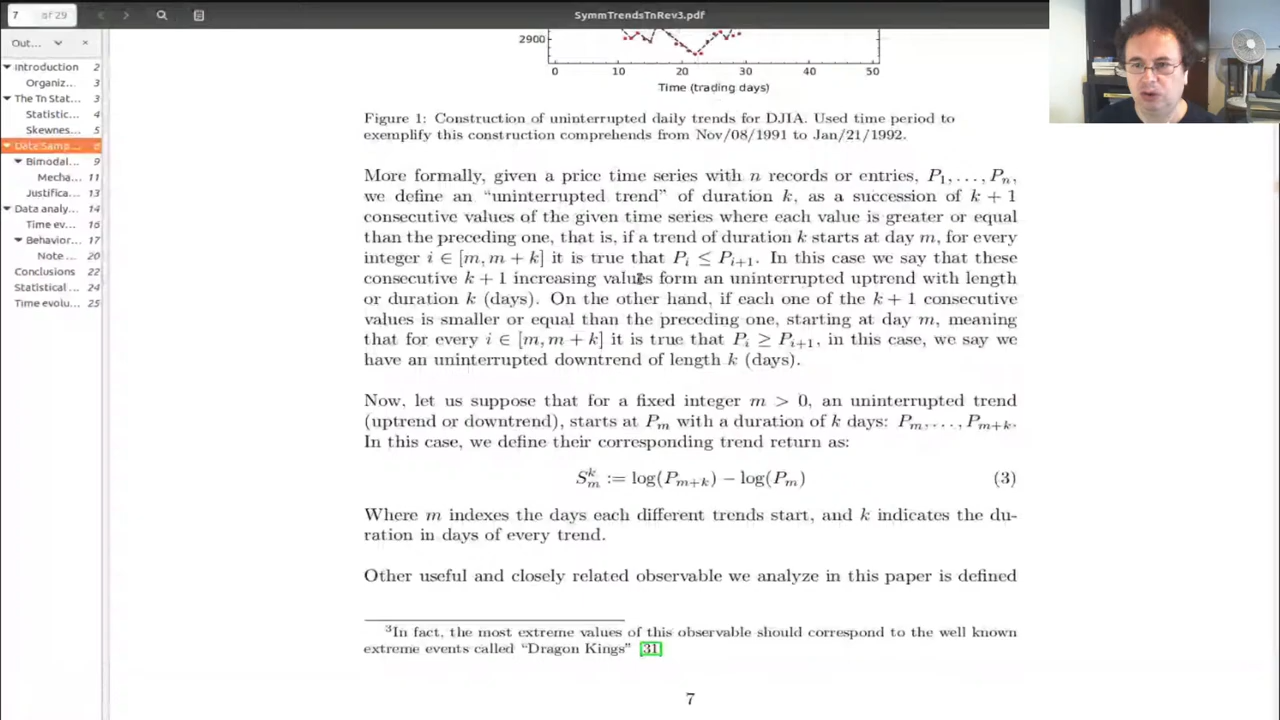 7 of 29
SymmTrendsTnRev3.pdf
Out...
Introduction 2
Organiz... 3
The Tn Stat... 3
Statistic... 4
Skewnes... 5
Date Samp... 6
Bimodal... 9
Mecha... 11
Justifica... 13
Data analy... 14
Time ev... 16
Behavior... 17
Note ... 20
Conclusions 22
Statistical ... 24
Time evolu... 25
2900
0 10 20 30 40 50
Time (trading days)
Figure 1: Construction of uninterrupted daily trends for DJIA. Used time period to
exemplify this construction comprehends from Nov/08/1991 to Jan/21/1992.
More formally, given a price time series with n records or entries, P₁, . . . , Pₙ,
we define an “uninterrupted trend” of duration k, as a succession of k + 1
consecutive values of the given time series where each value is greater or equal
than the preceding one, that is, if a trend of duration k starts at day m, for every
integer i ∈ [m, m + k] it is true that P_i ≤ P_{i+1}. In this case we say that these
consecutive k + 1 increasing values form an uninterrupted uptrend with length
or duration k (days). On the other hand, if each one of the k + 1 consecutive
values is smaller or equal than the preceding one, starting at day m, meaning
that for every i ∈ [m, m + k] it is true that P_i ≥ P_{i+1}, in this case, we say we
have an uninterrupted downtrend of length k (days).
Now, let us suppose that for a fixed integer m > 0, an uninterrupted trend
(uptrend or downtrend), starts at P_m with a duration of k days: P_m, . . . , P_{m+k}.
In this case, we define their corresponding trend return as:
S_m^k := log(P_{m+k}) − log(P_m) (3)
Where m indexes the days each different trends start, and k indicates the du-
ration in days of every trend.
Other useful and closely related observable we analyze in this paper is defined
³In fact, the most extreme values of this observable should correspond to the well known
extreme events called “Dragon Kings” [31]
7